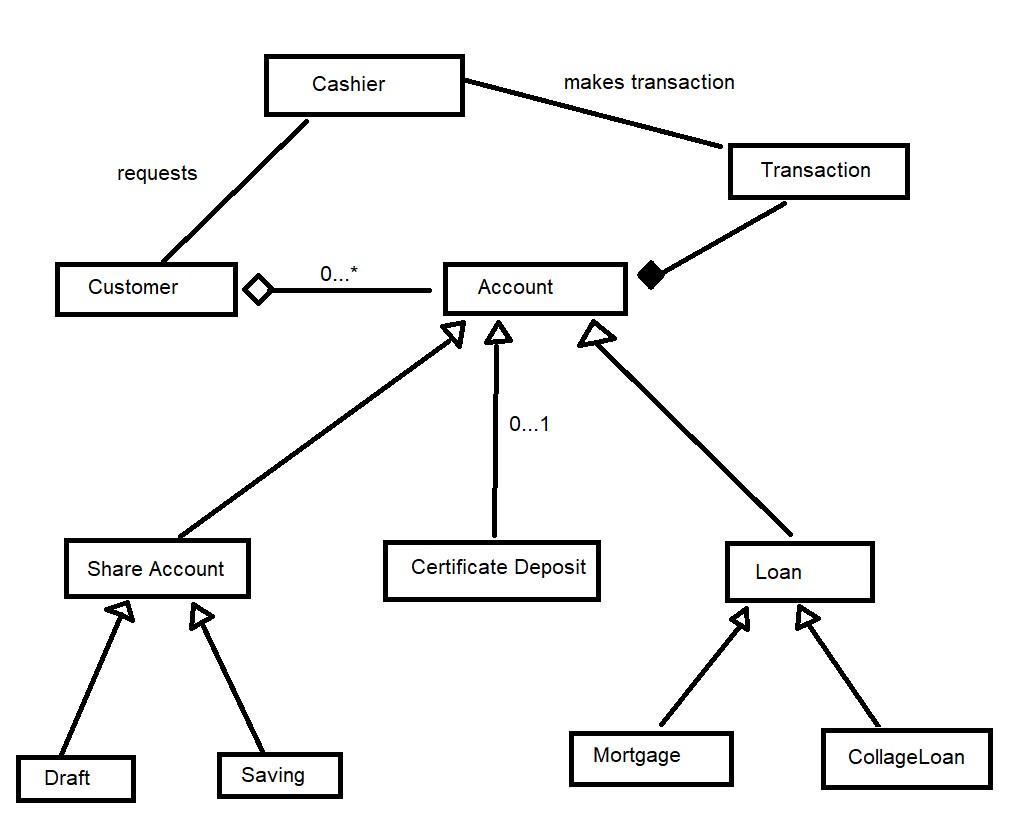 Cashier
makes transaction
requests
Transaction
Customer
0...*
Account
0...1
Share Account
Certificate Deposit
Loan
Draft
Saving
Mortgage
CollageLoan